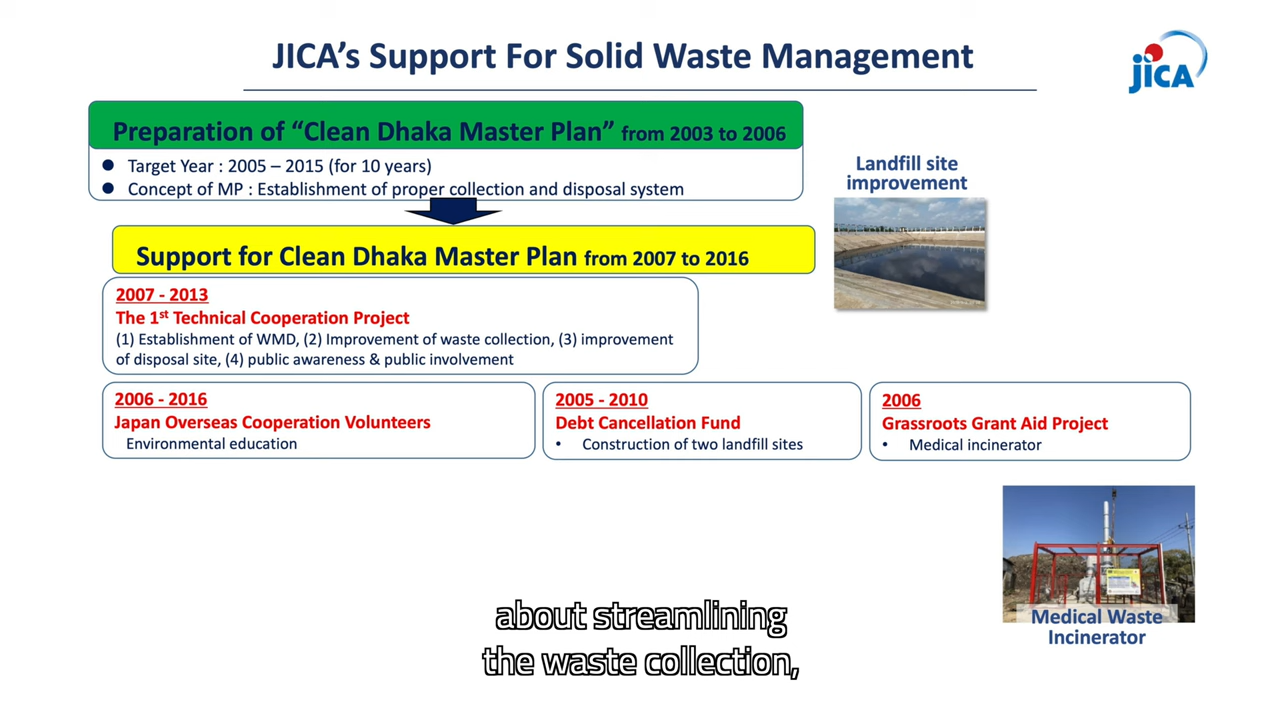 JICA's Support For Solid Waste Management
JICA
Preparation of “Clean Dhaka Master Plan” from 2003 to 2006
● Target Year : 2005 – 2015 (for 10 years)
● Concept of MP : Establishment of proper collection and disposal system
Landfill site
improvement
Support for Clean Dhaka Master Plan from 2007 to 2016
2007 - 2013
The 1st Technical Cooperation Project
(1) Establishment of WMD, (2) Improvement of waste collection, (3) improvement
of disposal site, (4) public awareness & public involvement
2006 - 2016
Japan Overseas Cooperation Volunteers
Environmental education
2005 - 2010
Debt Cancellation Fund
• Construction of two landfill sites
2006
Grassroots Grant Aid Project
• Medical incinerator
Medical Waste
Incinerator
about streamlining
the waste collection,